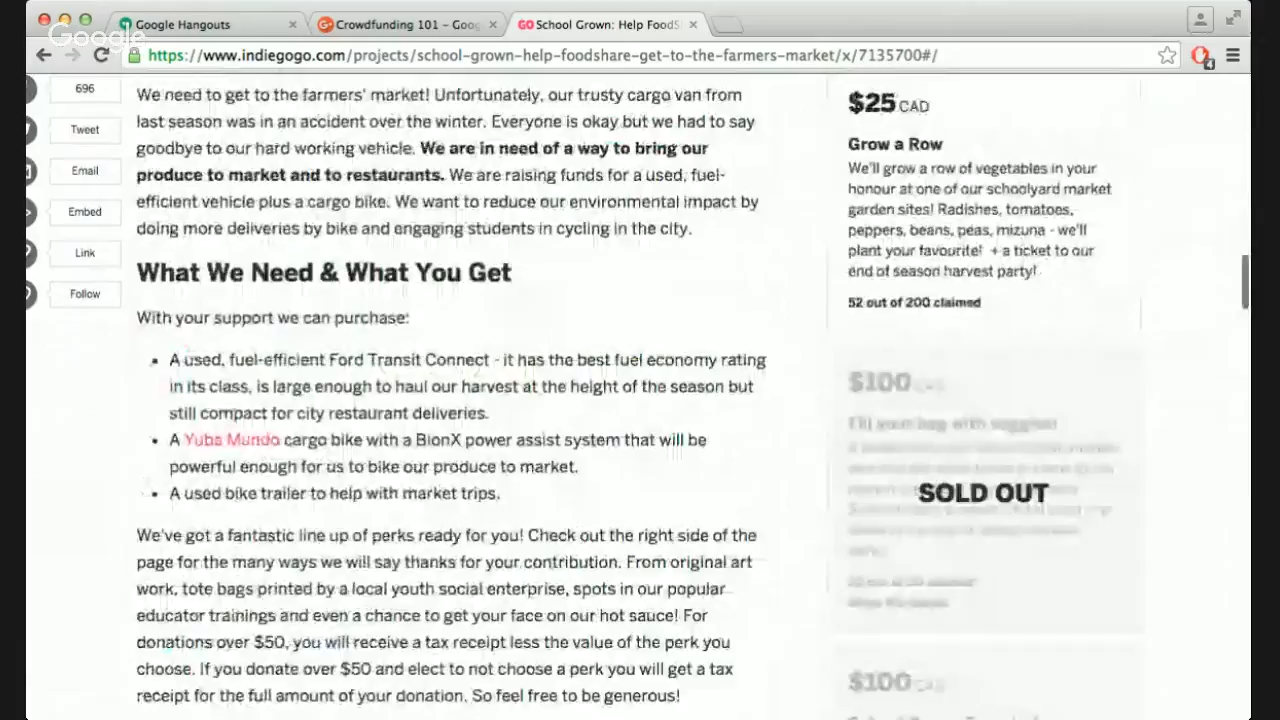 Google Hangouts
Crowdfunding 101 – Goog
GO School Grown: Help FoodS
Google
https://www.indiegogo.com/projects/school-grown-help-foodshare-get-to-the-farmers-market/x/7135700#/
696
Tweet
Email
Embed
Link
Follow
We need to get to the farmers' market! Unfortunately, our trusty cargo van from
last season was in an accident over the winter. Everyone is okay but we had to say
goodbye to our hard working vehicle. We are in need of a way to bring our
produce to market and to restaurants. We are raising funds for a used, fuel-
efficient vehicle plus a cargo bike. We want to reduce our environmental impact by
doing more deliveries by bike and engaging students in cycling in the city.
What We Need & What You Get
With your support we can purchase:
• A used, fuel-efficient Ford Transit Connect - it has the best fuel economy rating
in its class, is large enough to haul our harvest at the height of the season but
still compact for city restaurant deliveries.
• A Yuba Mundo cargo bike with a BionX power assist system that will be
powerful enough for us to bike our produce to market.
• A used bike trailer to help with market trips.
We've got a fantastic line up of perks ready for you! Check out the right side of the
page for the many ways we will say thanks for your contribution. From original art
work, tote bags printed by a local youth social enterprise, spots in our popular
educator trainings and even a chance to get your face on our hot sauce! For
donations over $50, you will receive a tax receipt less the value of the perk you
choose. If you donate over $50 and elect to not choose a perk you will get a tax
receipt for the full amount of your donation. So feel free to be generous!
$25 CAD
Grow a Row
We'll grow a row of vegetables in your
honour at one of our schoolyard market
garden sites! Radishes, tomatoes,
peppers, beans, peas, mizuna - we'll
plant your favourite! + a ticket to our
end of season harvest party!
52 out of 200 claimed
$100 CAD
Fill your bag with veggies!
SOLD OUT
$100 CAD